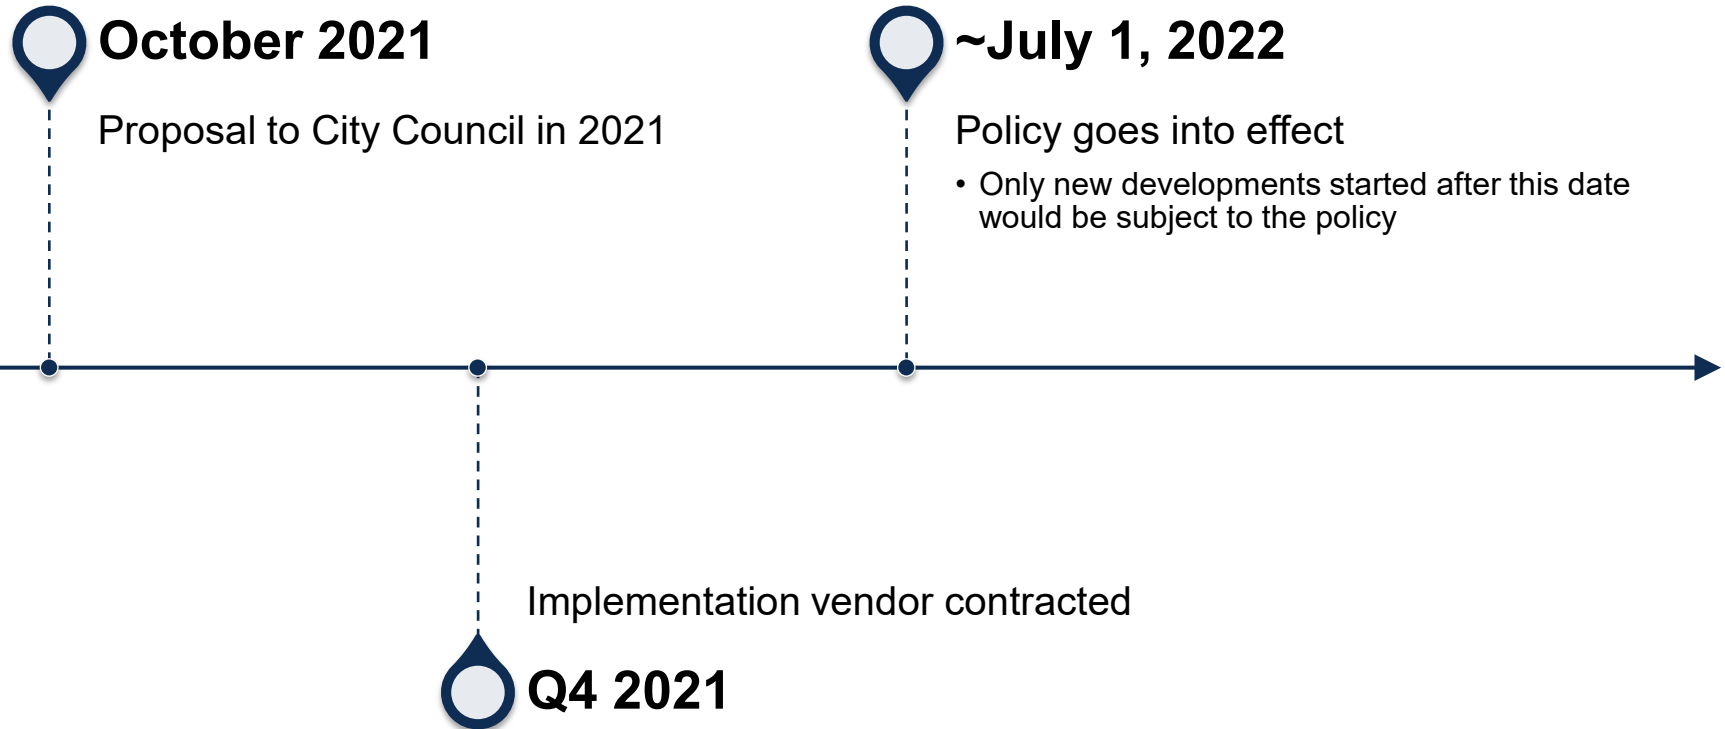 October 2021
Proposal to City Council in 2021
~July 1, 2022
Policy goes into effect
• Only new developments started after this date
would be subject to the policy
Implementation vendor contracted
Q4 2021